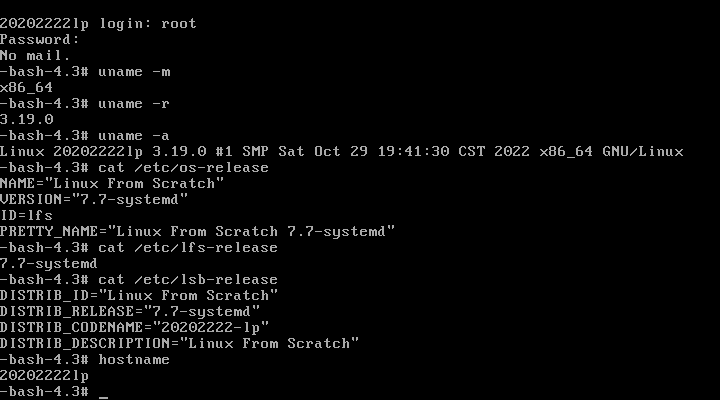 20202222lp login: root
Password:
No mail.
-bash-4.3# uname -m
x86_64
-bash-4.3# uname -r
3.19.0
-bash-4.3# uname -a
Linux 20202222lp 3.19.0 #1 SMP Sat Oct 29 19:41:30 CST 2022 x86_64 GNU/Linux
-bash-4.3# cat /etc/os-release
NAME="Linux From Scratch"
VERSION="7.7-systemd"
ID=lfs
PRETTY_NAME="Linux From Scratch 7.7-systemd"
-bash-4.3# cat /etc/lfs-release
7.7-systemd
-bash-4.3# cat /etc/lsb-release
DISTRIB_ID="Linux From Scratch"
DISTRIB_RELEASE="7.7-systemd"
DISTRIB_CODENAME="20202222-lp"
DISTRIB_DESCRIPTION="Linux From Scratch"
-bash-4.3# hostname
20202222lp
-bash-4.3# _